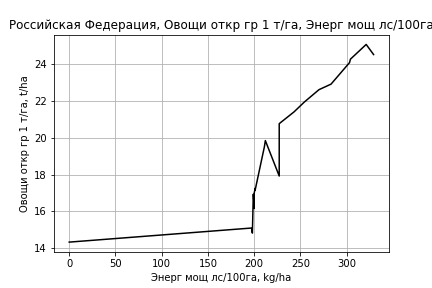 Российская Федерация, Овощи откр гр 1 т/га, Энерг мощ лс/100га
Овощи откр гр 1 т/га, t/ha
24
22
20
18
16
14
0 50 100 150 200 250 300
Энерг мощ лс/100га, kg/ha